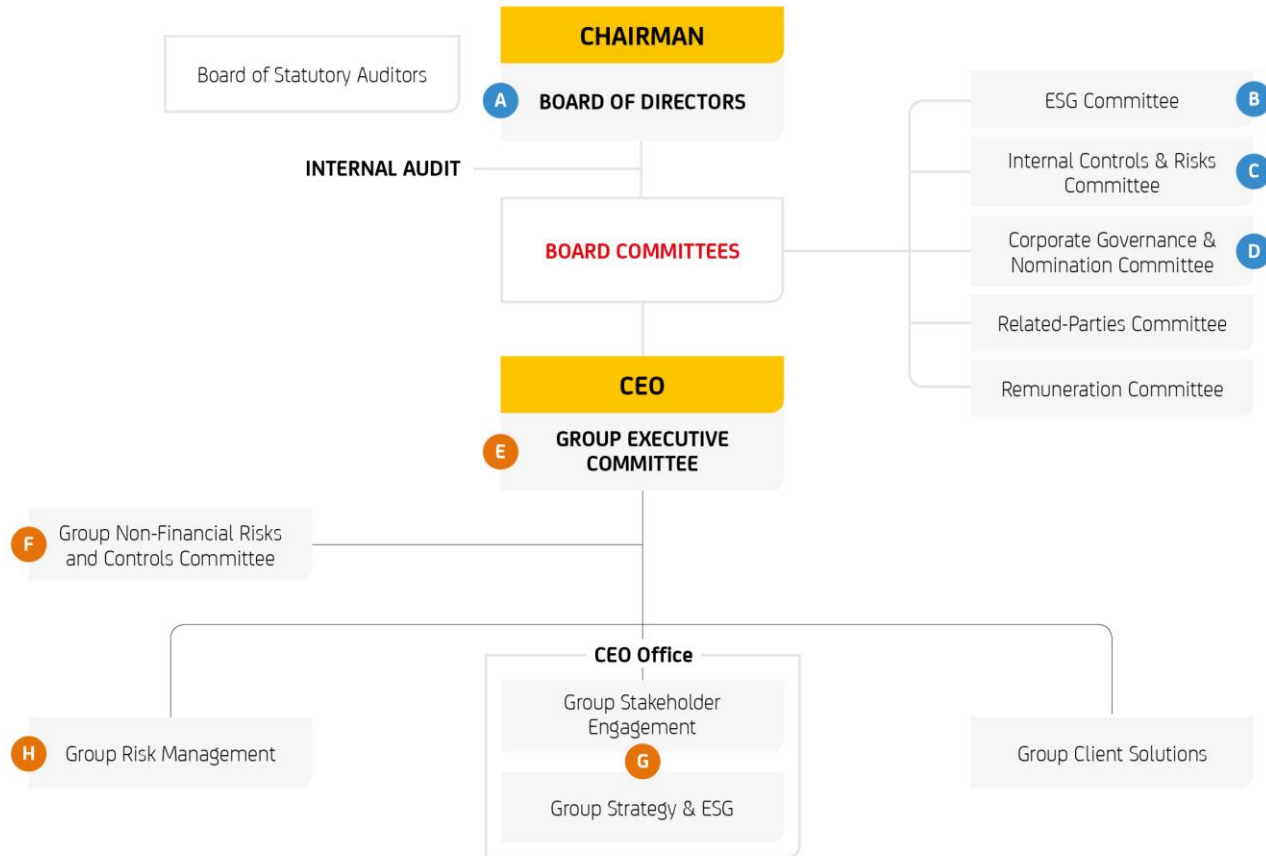 CHAIRMAN
Board of Statutory Auditors
A
BOARD OF DIRECTORS
ESG Committee
B
INTERNAL AUDIT
Internal Controls & Risks
Committee
C
BOARD COMMITTEES
Corporate Governance &
Nomination Committee
D
Related-Parties Committee
Remuneration Committee
CEO
E
GROUP EXECUTIVE
COMMITTEE
F
Group Non-Financial Risks
and Controls Committee
CEO Office
Group Stakeholder
Engagement
G
Group Strategy & ESG
H
Group Risk Management
Group Client Solutions